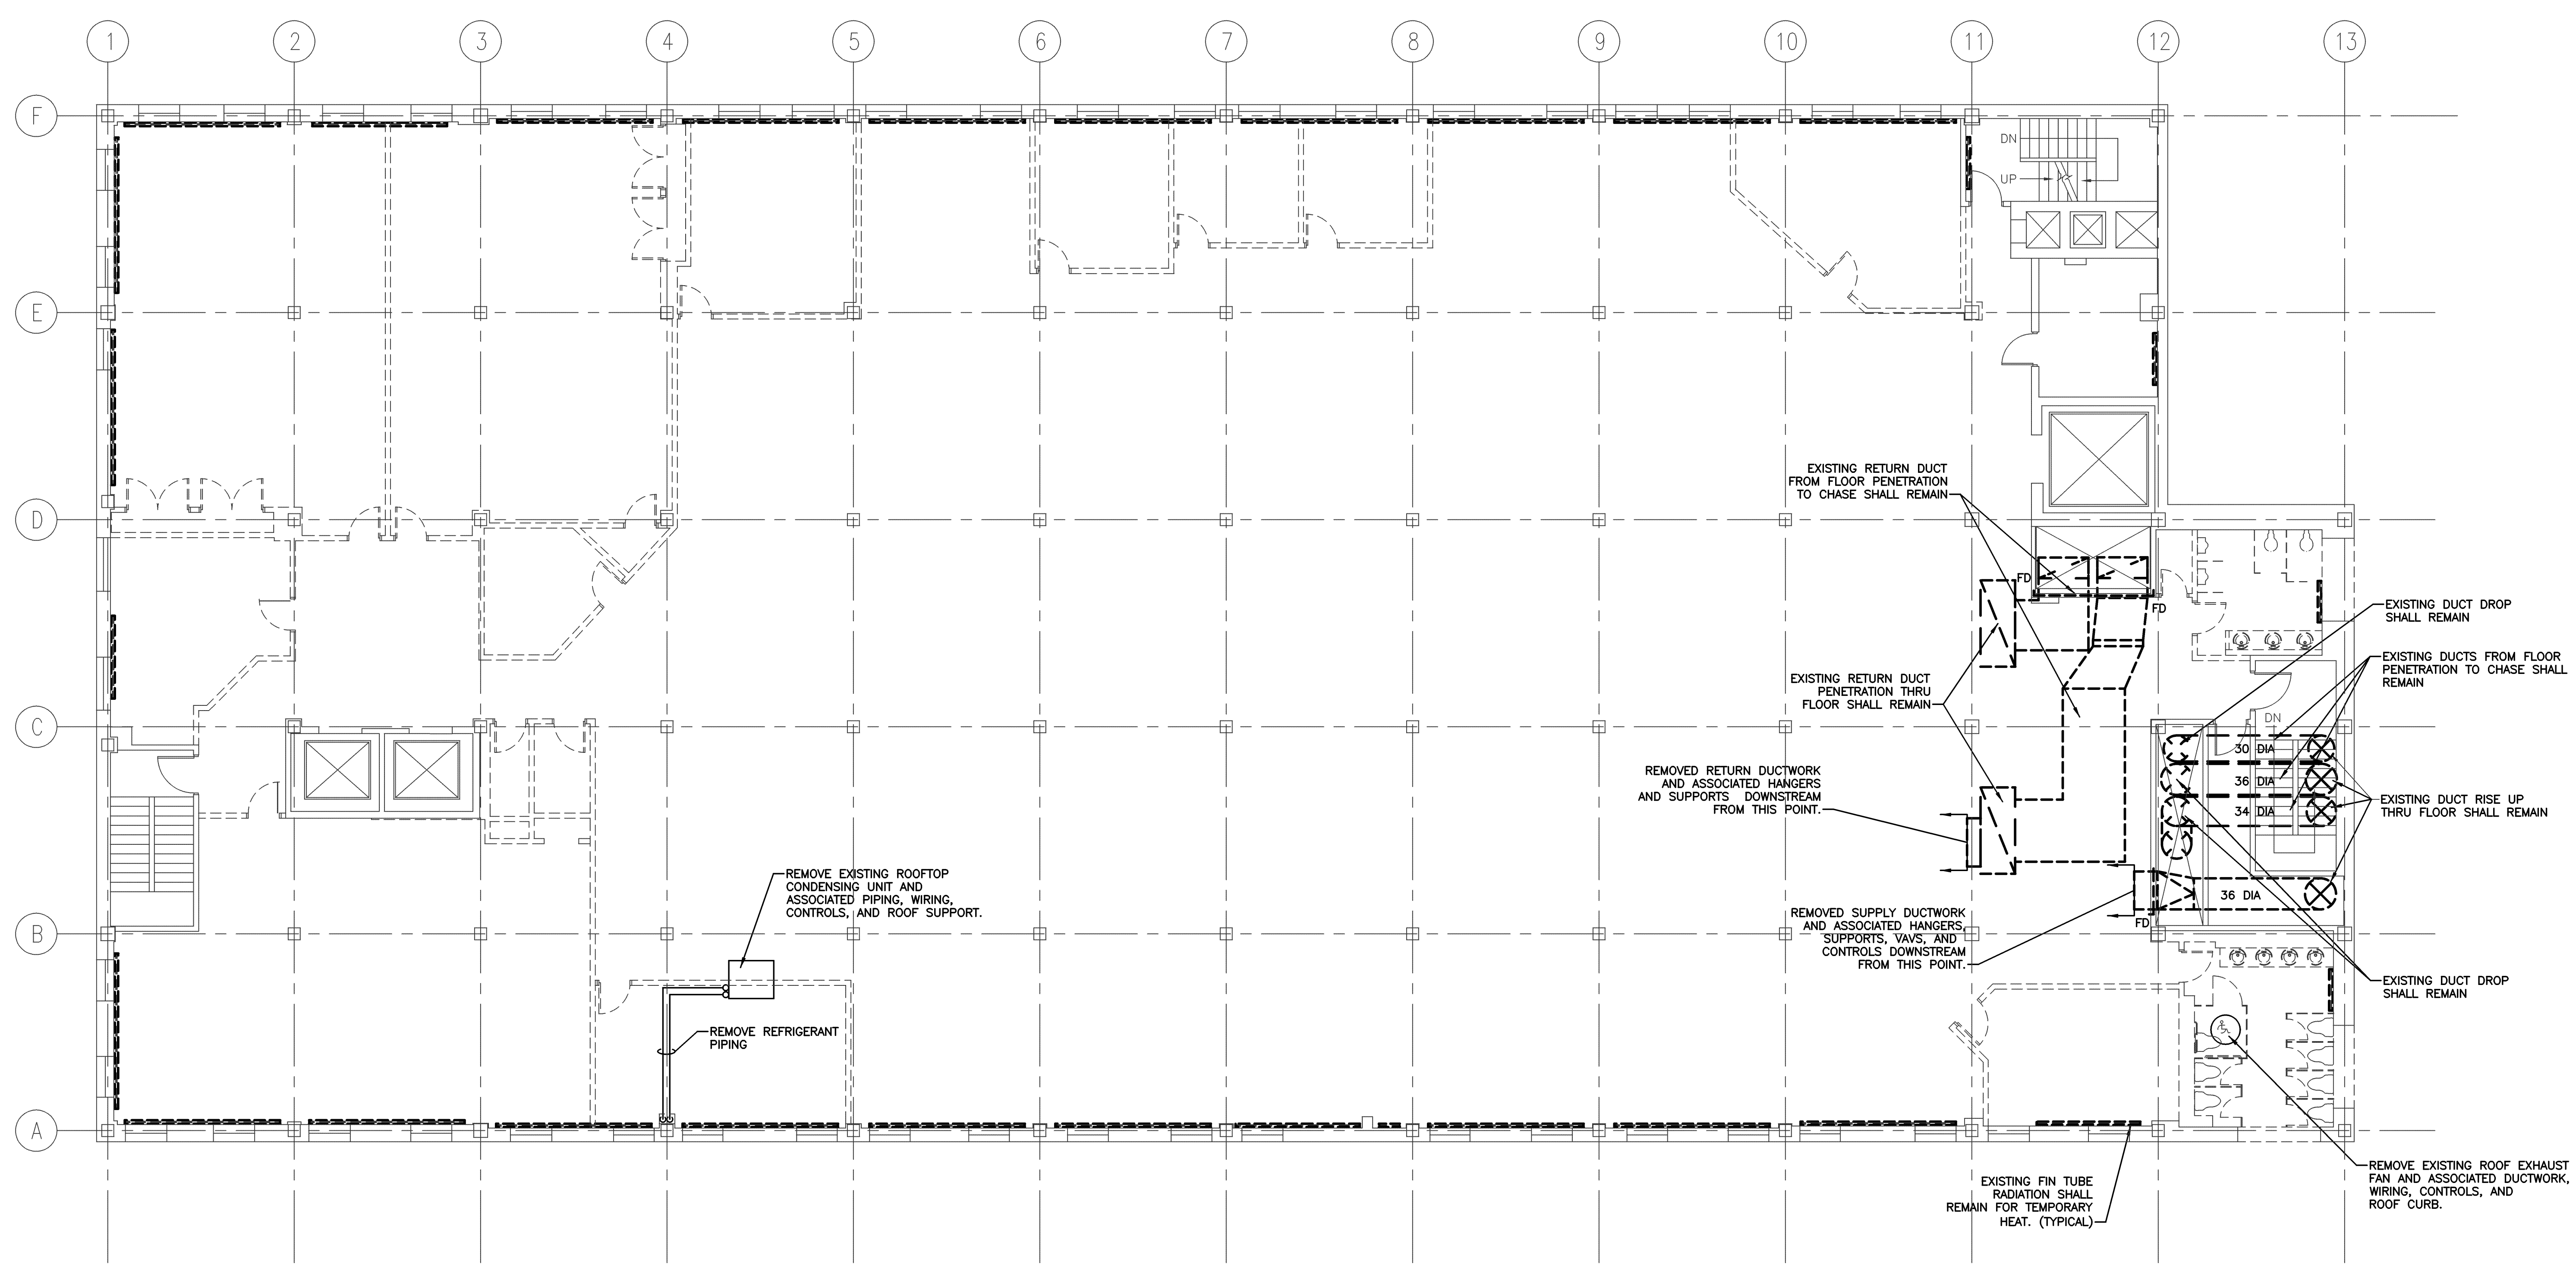 1 2 3 4 5 6 7 8 9 10 11 12 13
F
E
D
C
B
A
DN
UP
EXISTING RETURN DUCT
FROM FLOOR PENETRATION
TO CHASE SHALL REMAIN
FD
FD
EXISTING DUCT DROP
SHALL REMAIN
EXISTING DUCTS FROM FLOOR
PENETRATION TO CHASE SHALL
REMAIN
EXISTING RETURN DUCT
PENETRATION THRU
FLOOR SHALL REMAIN
DN
30 DIA
36 DIA
34 DIA
REMOVED RETURN DUCTWORK
AND ASSOCIATED HANGERS
AND SUPPORTS DOWNSTREAM
FROM THIS POINT.
EXISTING DUCT RISE UP
THRU FLOOR SHALL REMAIN
REMOVE EXISTING ROOFTOP
CONDENSING UNIT AND
ASSOCIATED PIPING, WIRING,
CONTROLS, AND ROOF SUPPORT.
36 DIA
FD
REMOVED SUPPLY DUCTWORK
AND ASSOCIATED HANGERS,
SUPPORTS, VAVS, AND
CONTROLS DOWNSTREAM
FROM THIS POINT.
EXISTING DUCT DROP
SHALL REMAIN
REMOVE REFRIGERANT
PIPING
REMOVE EXISTING ROOF EXHAUST
FAN AND ASSOCIATED DUCTWORK,
WIRING, CONTROLS, AND
ROOF CURB.
EXISTING FIN TUBE
RADIATION SHALL
REMAIN FOR TEMPORARY
HEAT. (TYPICAL)